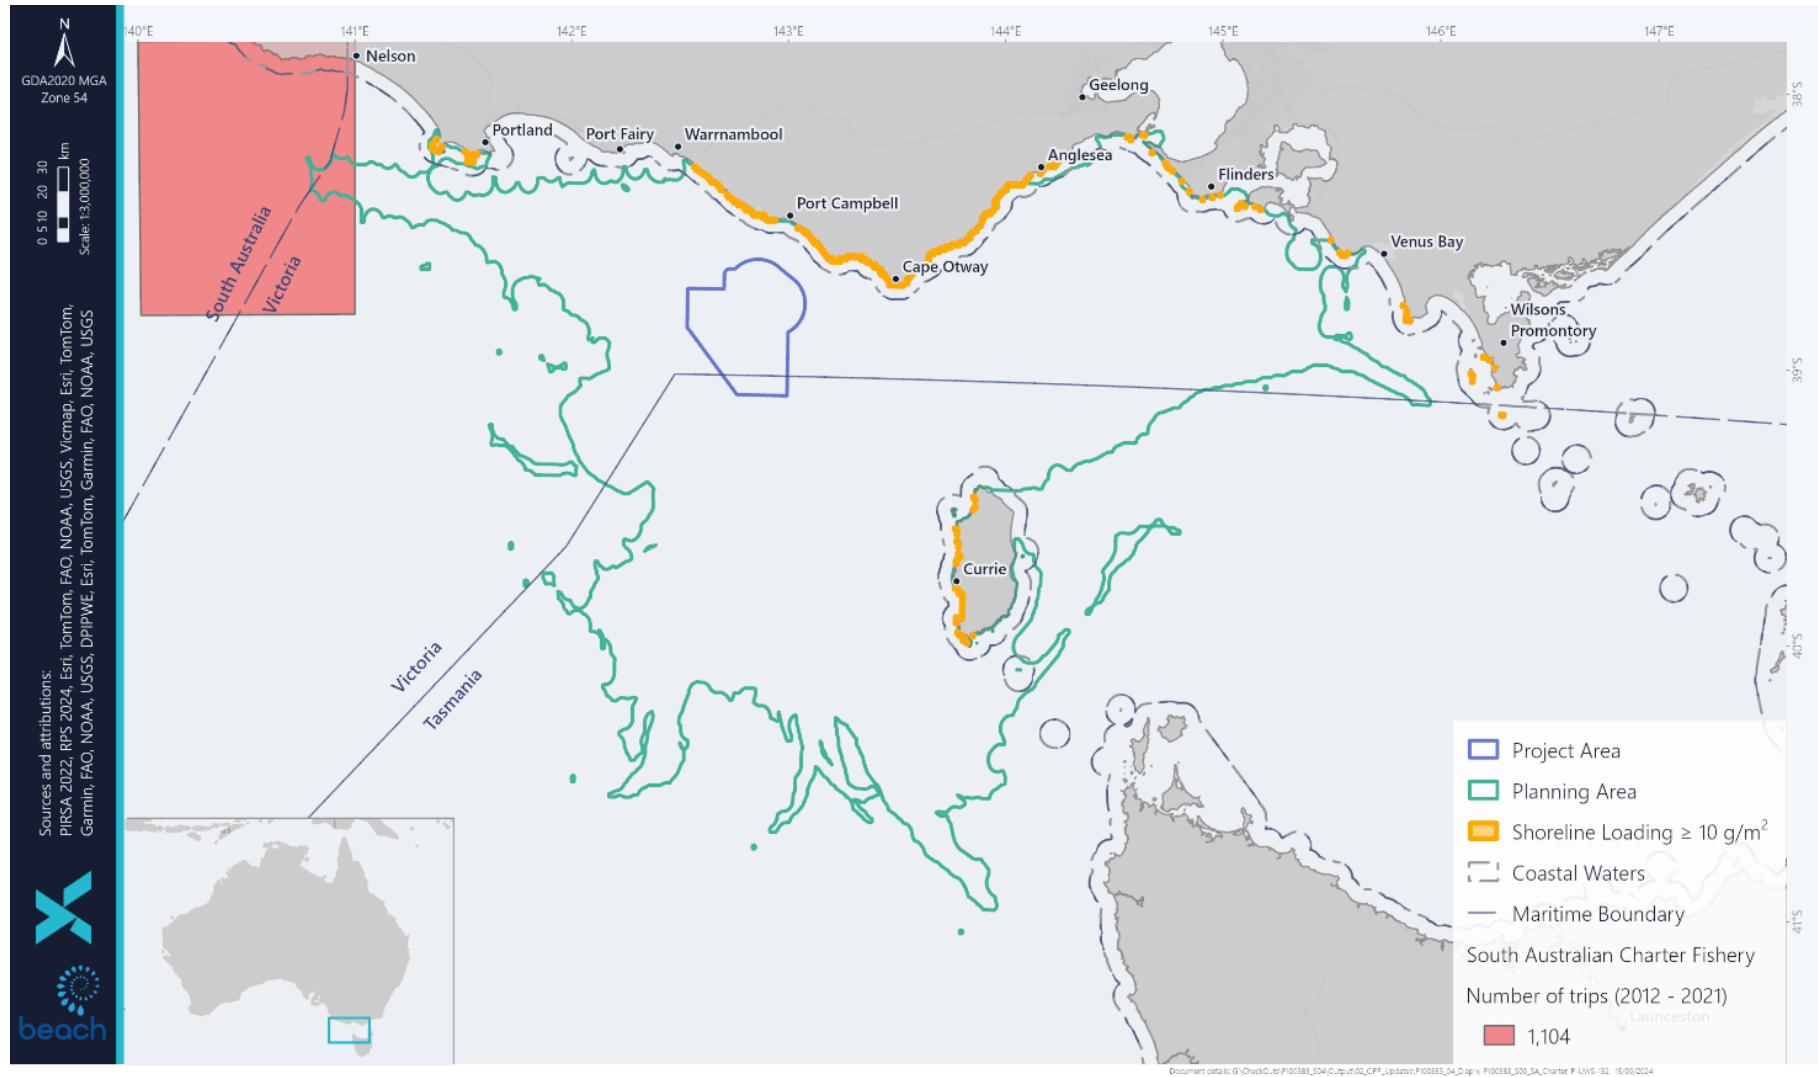 N
GDA2020 MGA
Zone 54
0 5 10 20 30
km
Scale: 1:3,000,000
Sources and attributions:
PIRSA 2022, RPS 2024, Esri, TomTom, FAO, NOAA, USGS, Vicmap, Esri, TomTom,
Garmin, FAO, NOAA, USGS, DPIPWE, Esri, TomTom, Garmin, FAO, NOAA, USGS
beach
140°E
141°E
142°E
143°E
144°E
145°E
146°E
147°E
38°S
39°S
40°S
41°S
Nelson
Portland
Port Fairy
Warrnambool
Geelong
Anglesea
Flinders
Port Campbell
Cape Otway
Venus Bay
Wilsons
Promontory
South Australia
Victoria
Currie
Victoria
Tasmania
Project Area
Planning Area
Shoreline Loading ≥ 10 g/m²
Coastal Waters
Maritime Boundary
South Australian Charter Fishery
Number of trips (2012 - 2021)
Launceston
1,104